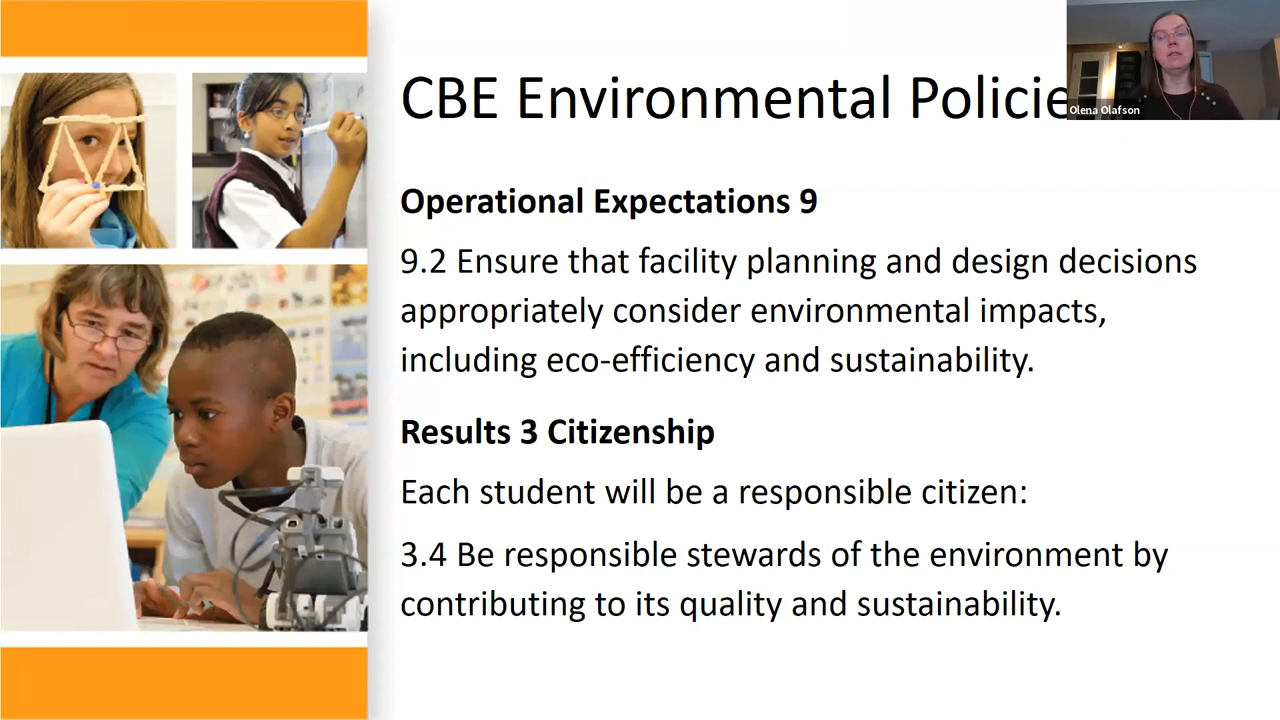 CBE Environmental Policie
Olena Olafson
Operational Expectations 9
9.2 Ensure that facility planning and design decisions
appropriately consider environmental impacts,
including eco-efficiency and sustainability.
Results 3 Citizenship
Each student will be a responsible citizen:
3.4 Be responsible stewards of the environment by
contributing to its quality and sustainability.